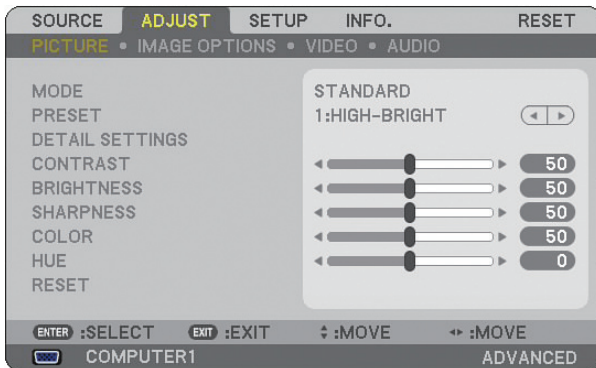 SOURCE ADJUST SETUP INFO. RESET
PICTURE • IMAGE OPTIONS • VIDEO • AUDIO
MODE STANDARD
PRESET 1:HIGH-BRIGHT
DETAIL SETTINGS
CONTRAST 50
BRIGHTNESS 50
SHARPNESS 50
COLOR 50
HUE 0
RESET
ENTER :SELECT EXIT :EXIT :MOVE :MOVE
COMPUTER1 ADVANCED